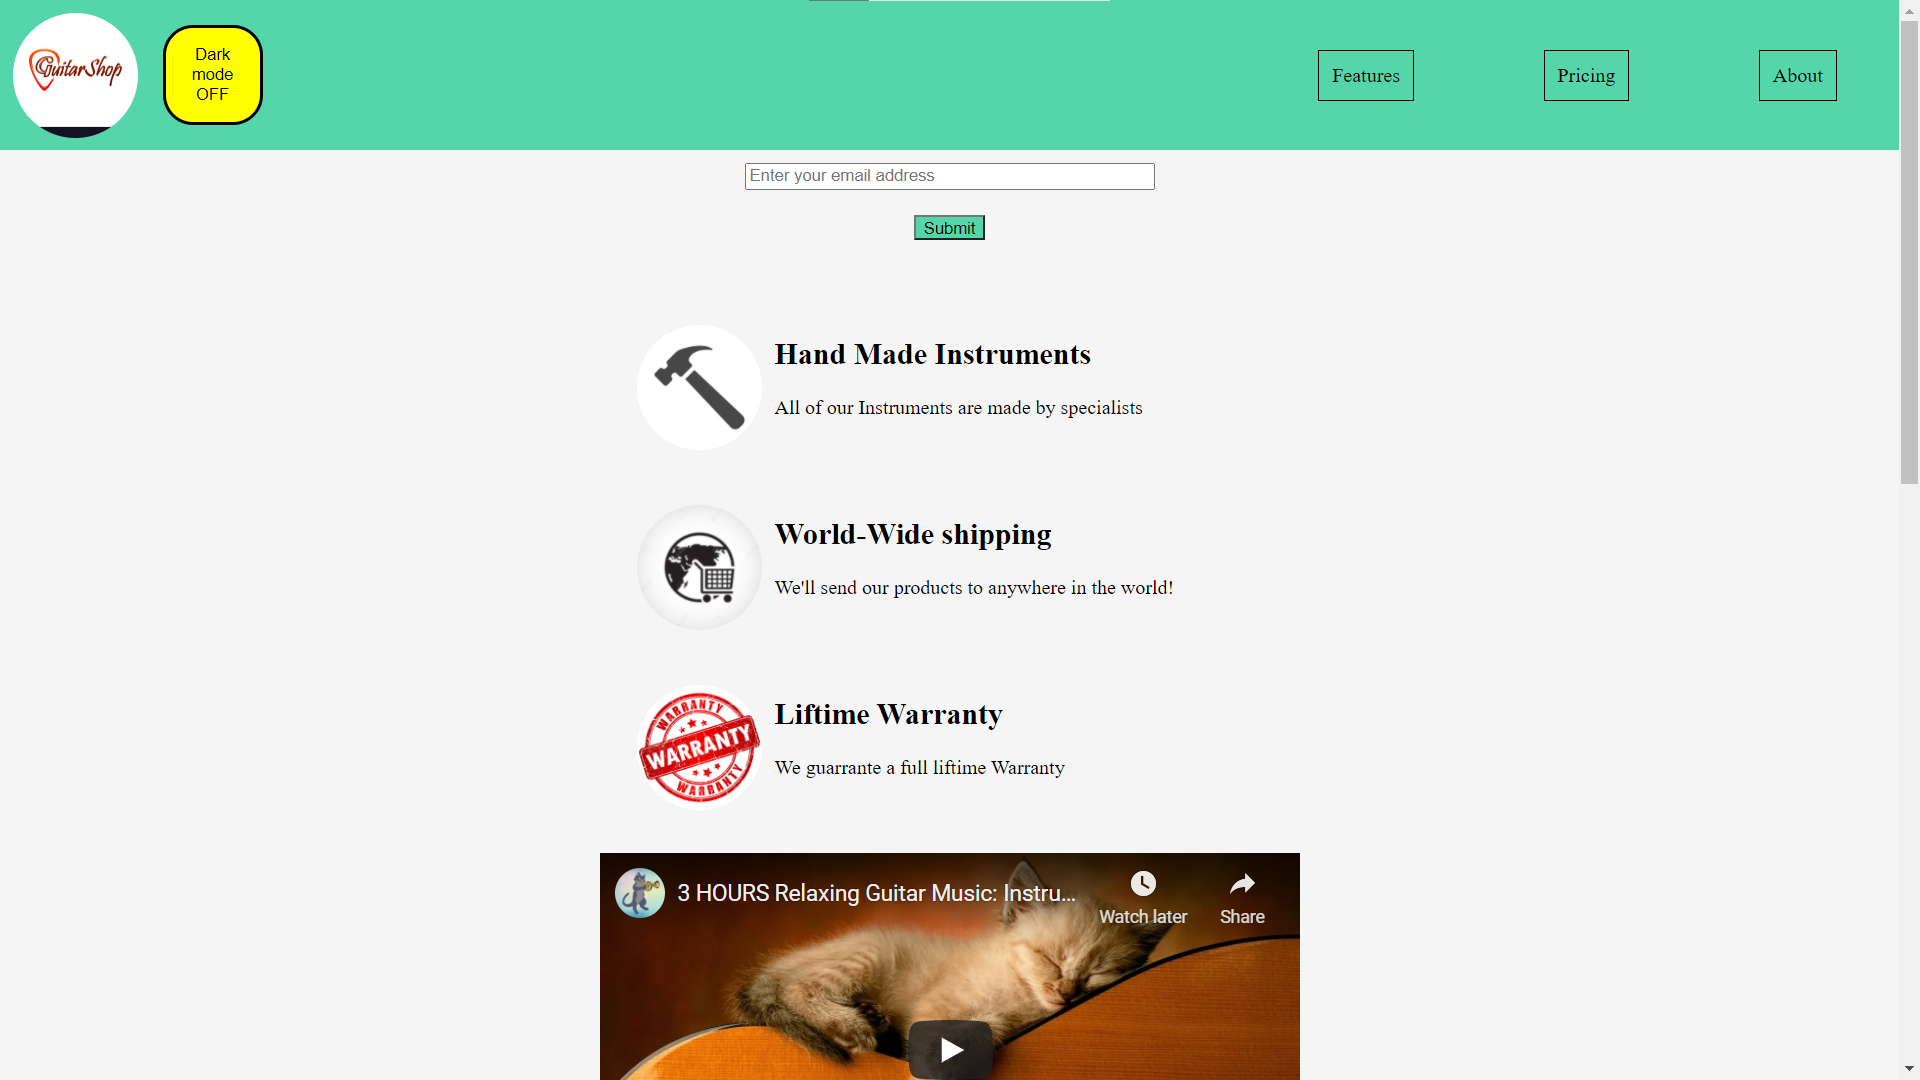 GuitarShop
Dark
mode
OFF
Features
Pricing
About
Enter your email address
Submit
Hand Made Instruments
All of our Instruments are made by specialists
World-Wide shipping
We'll send our products to anywhere in the world!
WARRANTY
WARRANTY
WARRANTY
Liftime Warranty
We guarrante a full liftime Warranty
3 HOURS Relaxing Guitar Music: Instru...
Watch later
Share